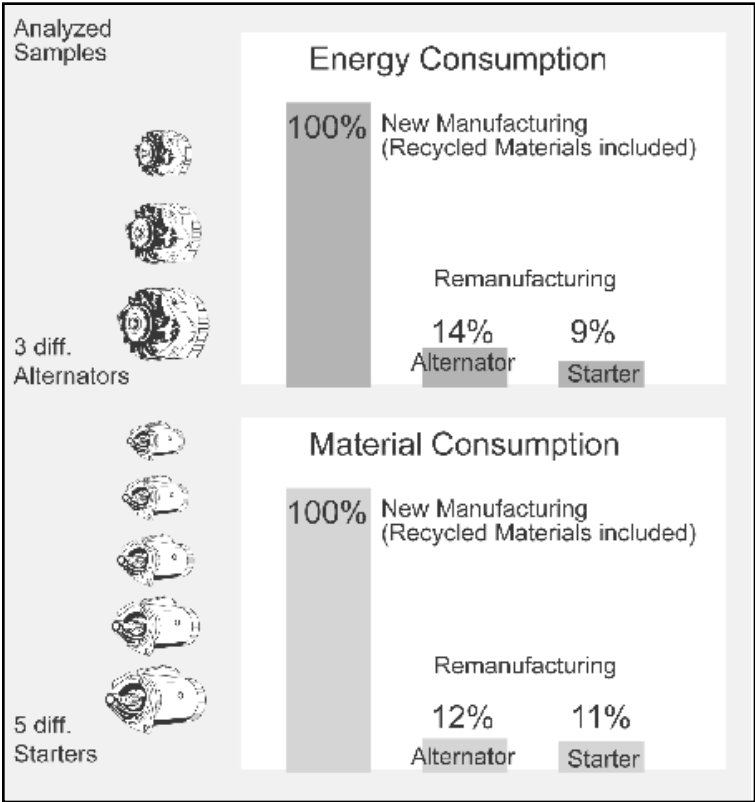 Analyzed
Samples
3 diff.
Alternators
5 diff.
Starters
Energy Consumption
100%
New Manufacturing
(Recycled Materials included)
Remanufacturing
14%
9%
Alternator
Starter
Material Consumption
100%
New Manufacturing
(Recycled Materials included)
Remanufacturing
12%
11%
Alternator
Starter